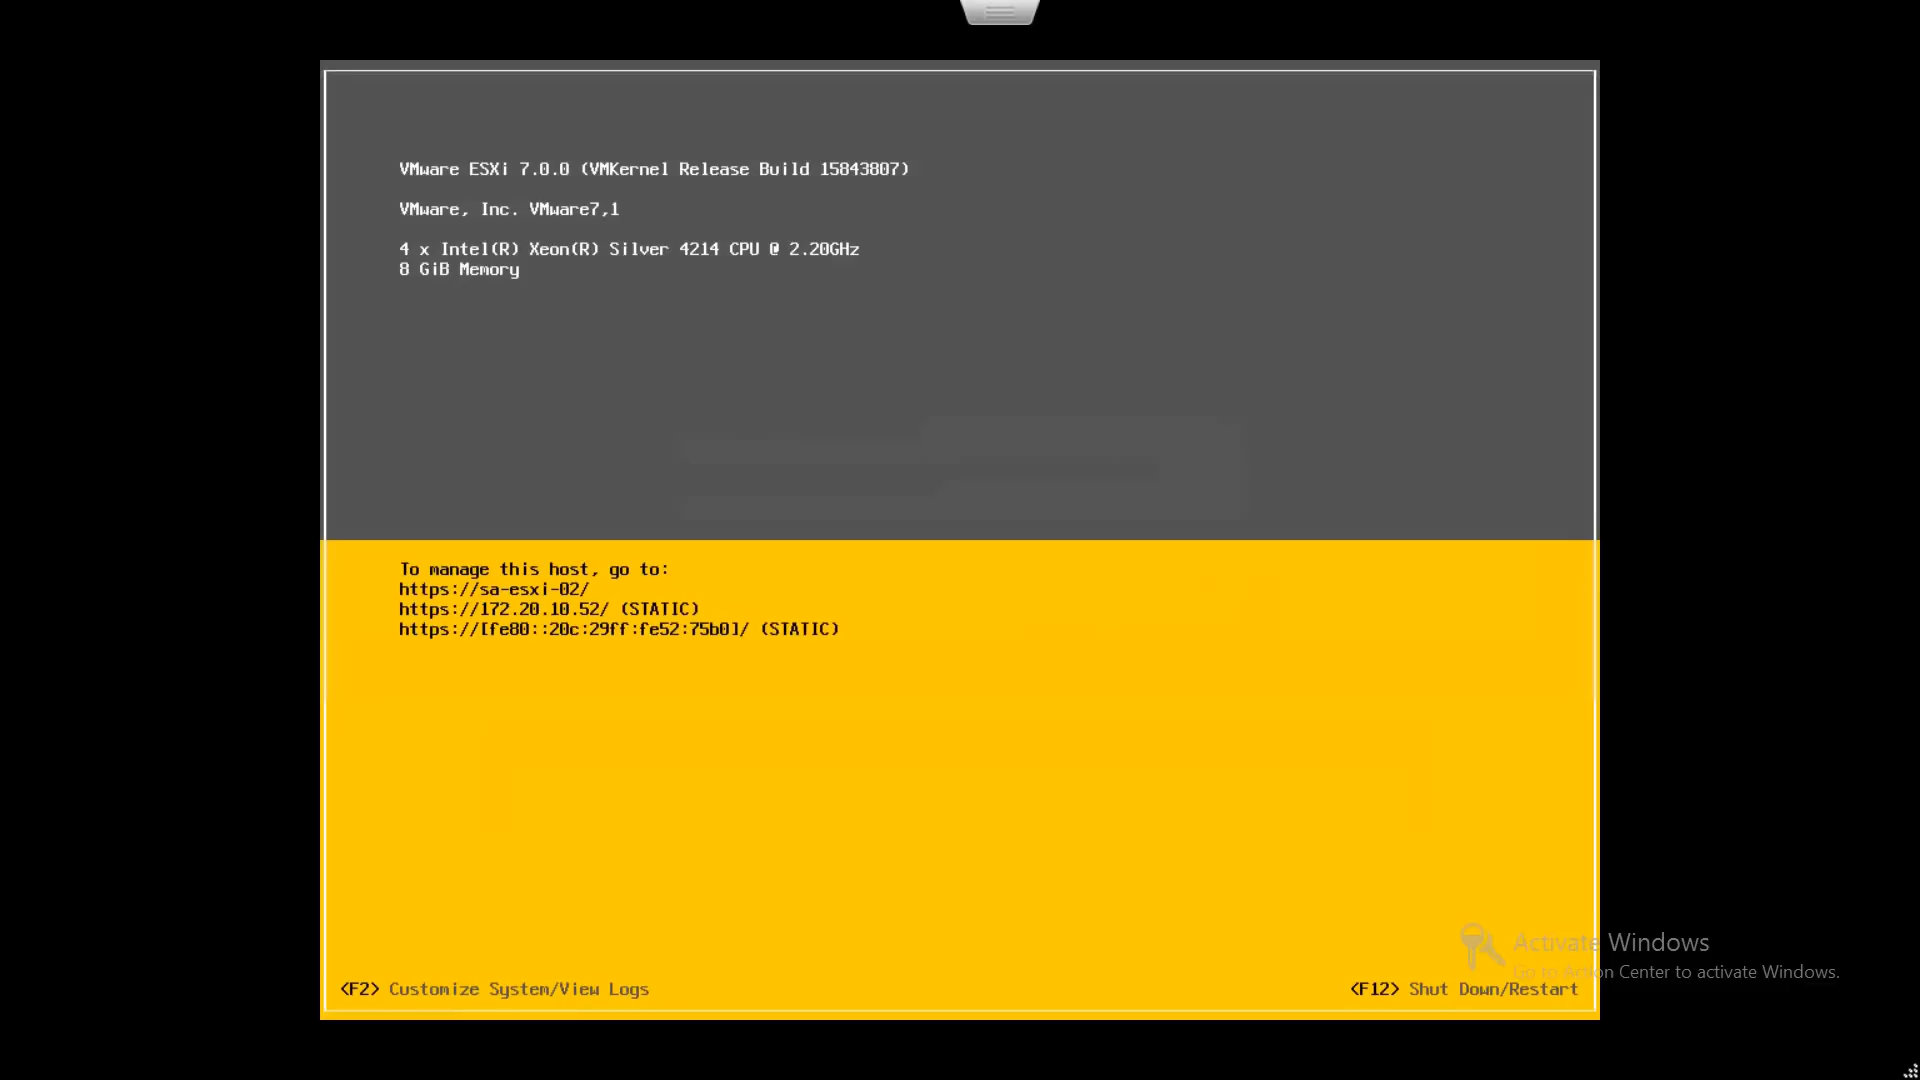 VMware ESXi 7.0.0 (VMKernel Release Build 15843807)
VMware, Inc. VMware7,1
4 x Intel(R) Xeon(R) Silver 4214 CPU @ 2.20GHz
8 GiB Memory
To manage this host, go to:
https://sa-esxi-02/
https://172.20.10.52/ (STATIC)
https://[fe80::20c:29ff:fe52:75b0]/ (STATIC)
Activate Windows
Go to Action Center to activate Windows.
<F2> Customize System/View Logs
<F12> Shut Down/Restart